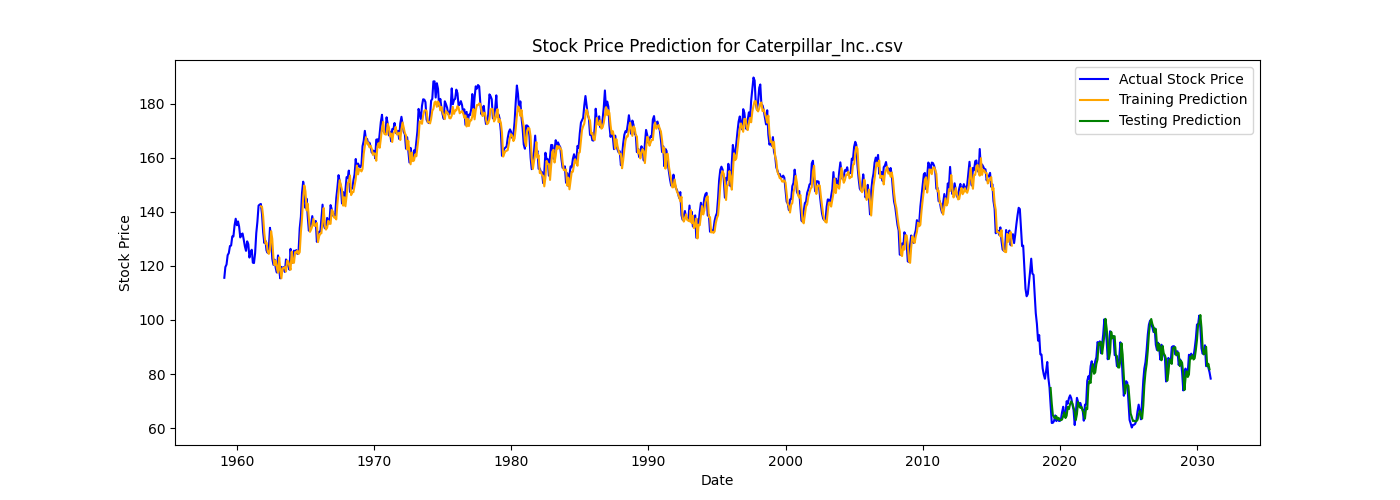 Stock Price Prediction for Caterpillar_Inc..csv
Actual Stock Price
Training Prediction
Testing Prediction
Stock Price
180
160
140
120
100
80
60
1960 1970 1980 1990 2000 2010 2020 2030
Date